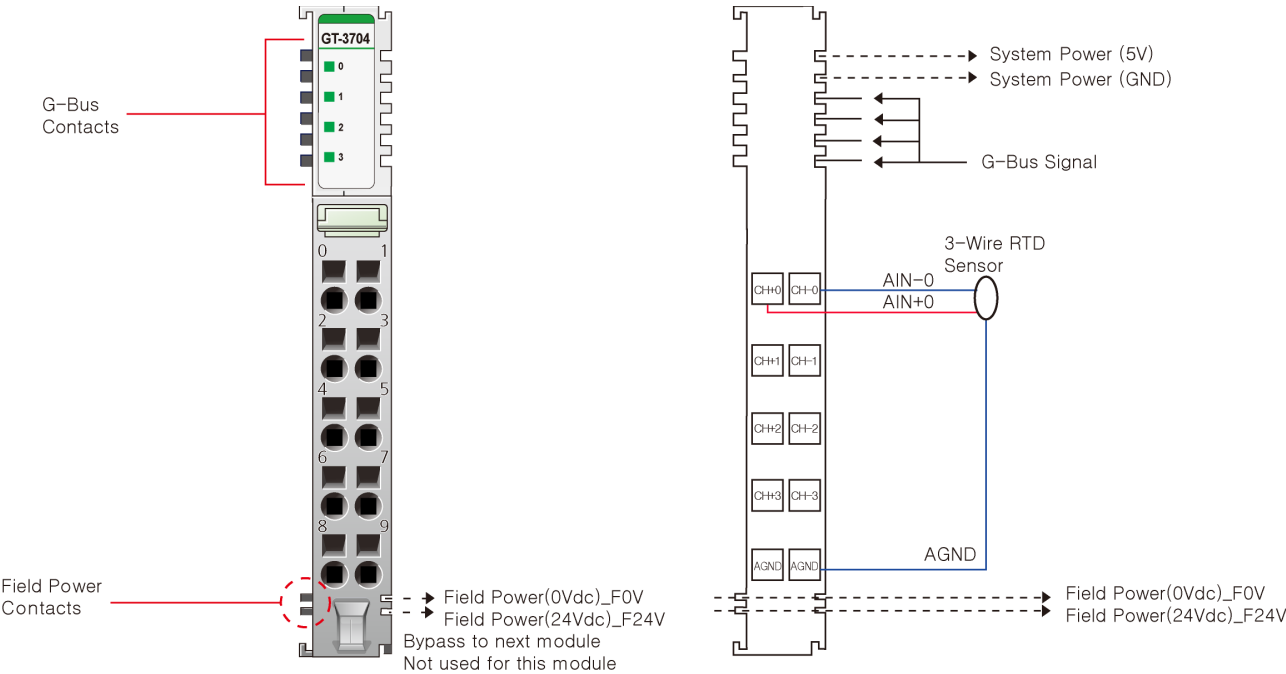 GT-3704
0
1
2
3
G-Bus
Contacts
0 1
2 3
4 5
6 7
8 9
Field Power
Contacts
Field Power(0Vdc)_F0V
Field Power(24Vdc)_F24V
Bypass to next module
Not used for this module
System Power (5V)
System Power (GND)
G-Bus Signal
3-Wire RTD
Sensor
CH+0 CH-0
AIN-0
AIN+0
CH+1 CH-1
CH+2 CH-2
CH+3 CH-3
AGND AGND
AGND
Field Power(0Vdc)_F0V
Field Power(24Vdc)_F24V